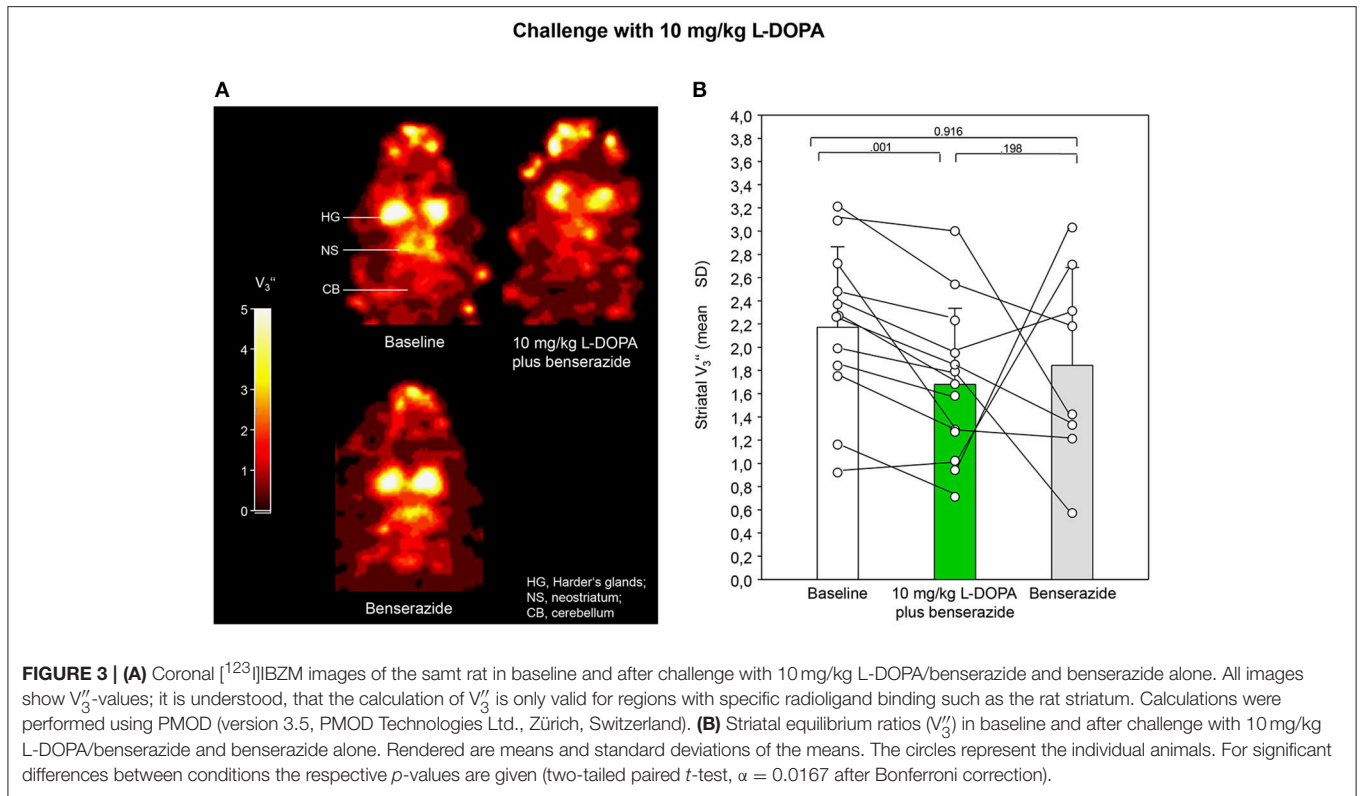 Challenge with 10 mg/kg L-DOPA
A
HG
NS
CB
V₃“
5
4
3
2
1
0
Baseline
10 mg/kg L-DOPA
plus benserazide
Benserazide
HG, Harder's glands;
NS, neostriatum;
CB, cerebellum
B
Striatal V₃“ (mean SD)
4,0
3,8
3,6
3,4
3,2
3,0
2,8
2,6
2,4
2,2
2,0
1,8
1,6
1,4
1,2
1,0
0,8
0,6
0,4
0,2
0,0
0.916
.001
.198
Baseline
10 mg/kg L-DOPA
plus benserazide
Benserazide
FIGURE 3 | (A) Coronal [¹²³I]IBZM images of the samt rat in baseline and after challenge with 10 mg/kg L-DOPA/benserazide and benserazide alone. All images
show V₃″-values; it is understood, that the calculation of V₃″ is only valid for regions with specific radioligand binding such as the rat striatum. Calculations were
performed using PMOD (version 3.5, PMOD Technologies Ltd., Zürich, Switzerland). (B) Striatal equilibrium ratios (V₃″) in baseline and after challenge with 10 mg/kg
L-DOPA/benserazide and benserazide alone. Rendered are means and standard deviations of the means. The circles represent the individual animals. For significant
differences between conditions the respective p-values are given (two-tailed paired t-test, α = 0.0167 after Bonferroni correction).